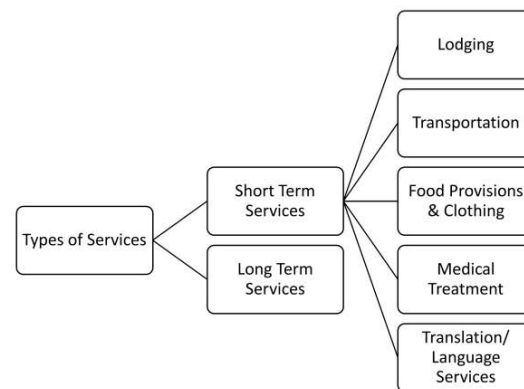 Types of Services
Short Term
Services
Long Term
Services
Lodging
Transportation
Food Provisions
& Clothing
Medical
Treatment
Translation/
Language
Services